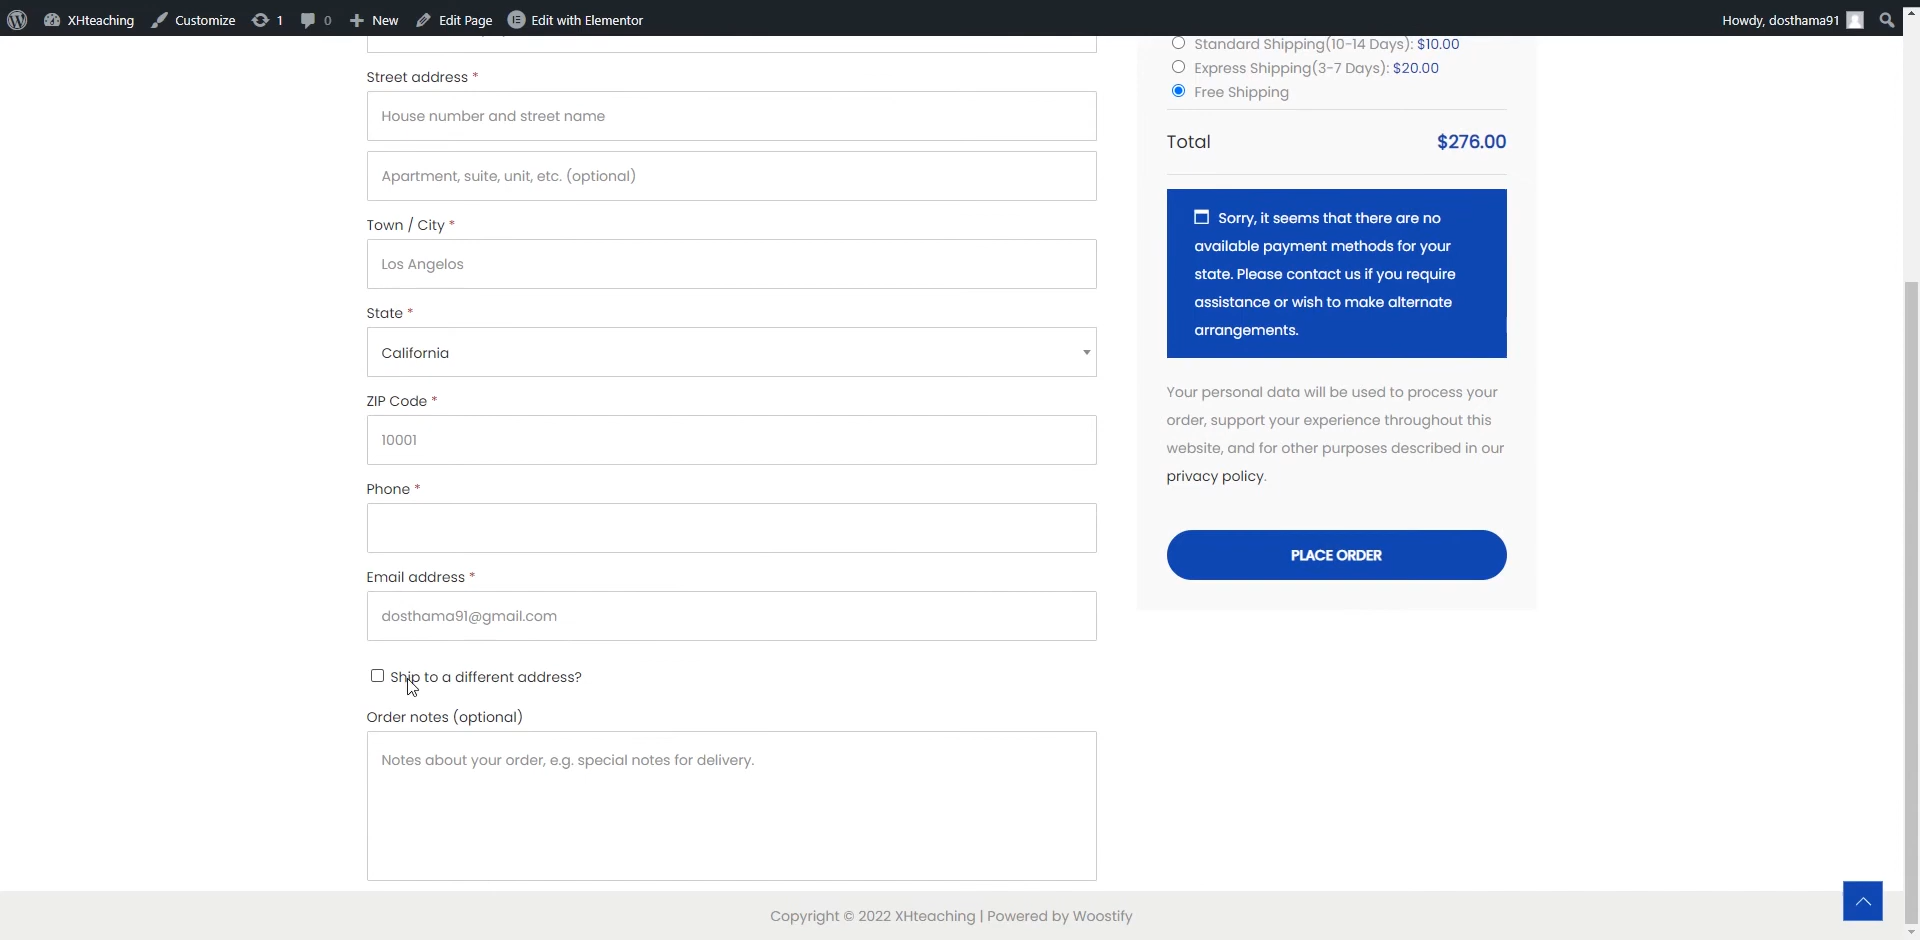 XHteaching Customize 1 0 New Edit Page Edit with Elementor Howdy, dosthama91
Street address *
House number and street name
Apartment, suite, unit, etc. (optional)
Town / City *
Los Angelos
State *
California
ZIP Code *
10001
Phone *
Email address *
dosthama91@gmail.com
Ship to a different address?
Order notes (optional)
Notes about your order, e.g. special notes for delivery.
Standard Shipping(10-14 Days): $10.00
Express Shipping(3-7 Days): $20.00
Free Shipping
Total $276.00
Sorry, it seems that there are no
available payment methods for your
state. Please contact us if you require
assistance or wish to make alternate
arrangements.
Your personal data will be used to process your
order, support your experience throughout this
website, and for other purposes described in our
privacy policy.
PLACE ORDER
Copyright © 2022 XHteaching | Powered by Woostify